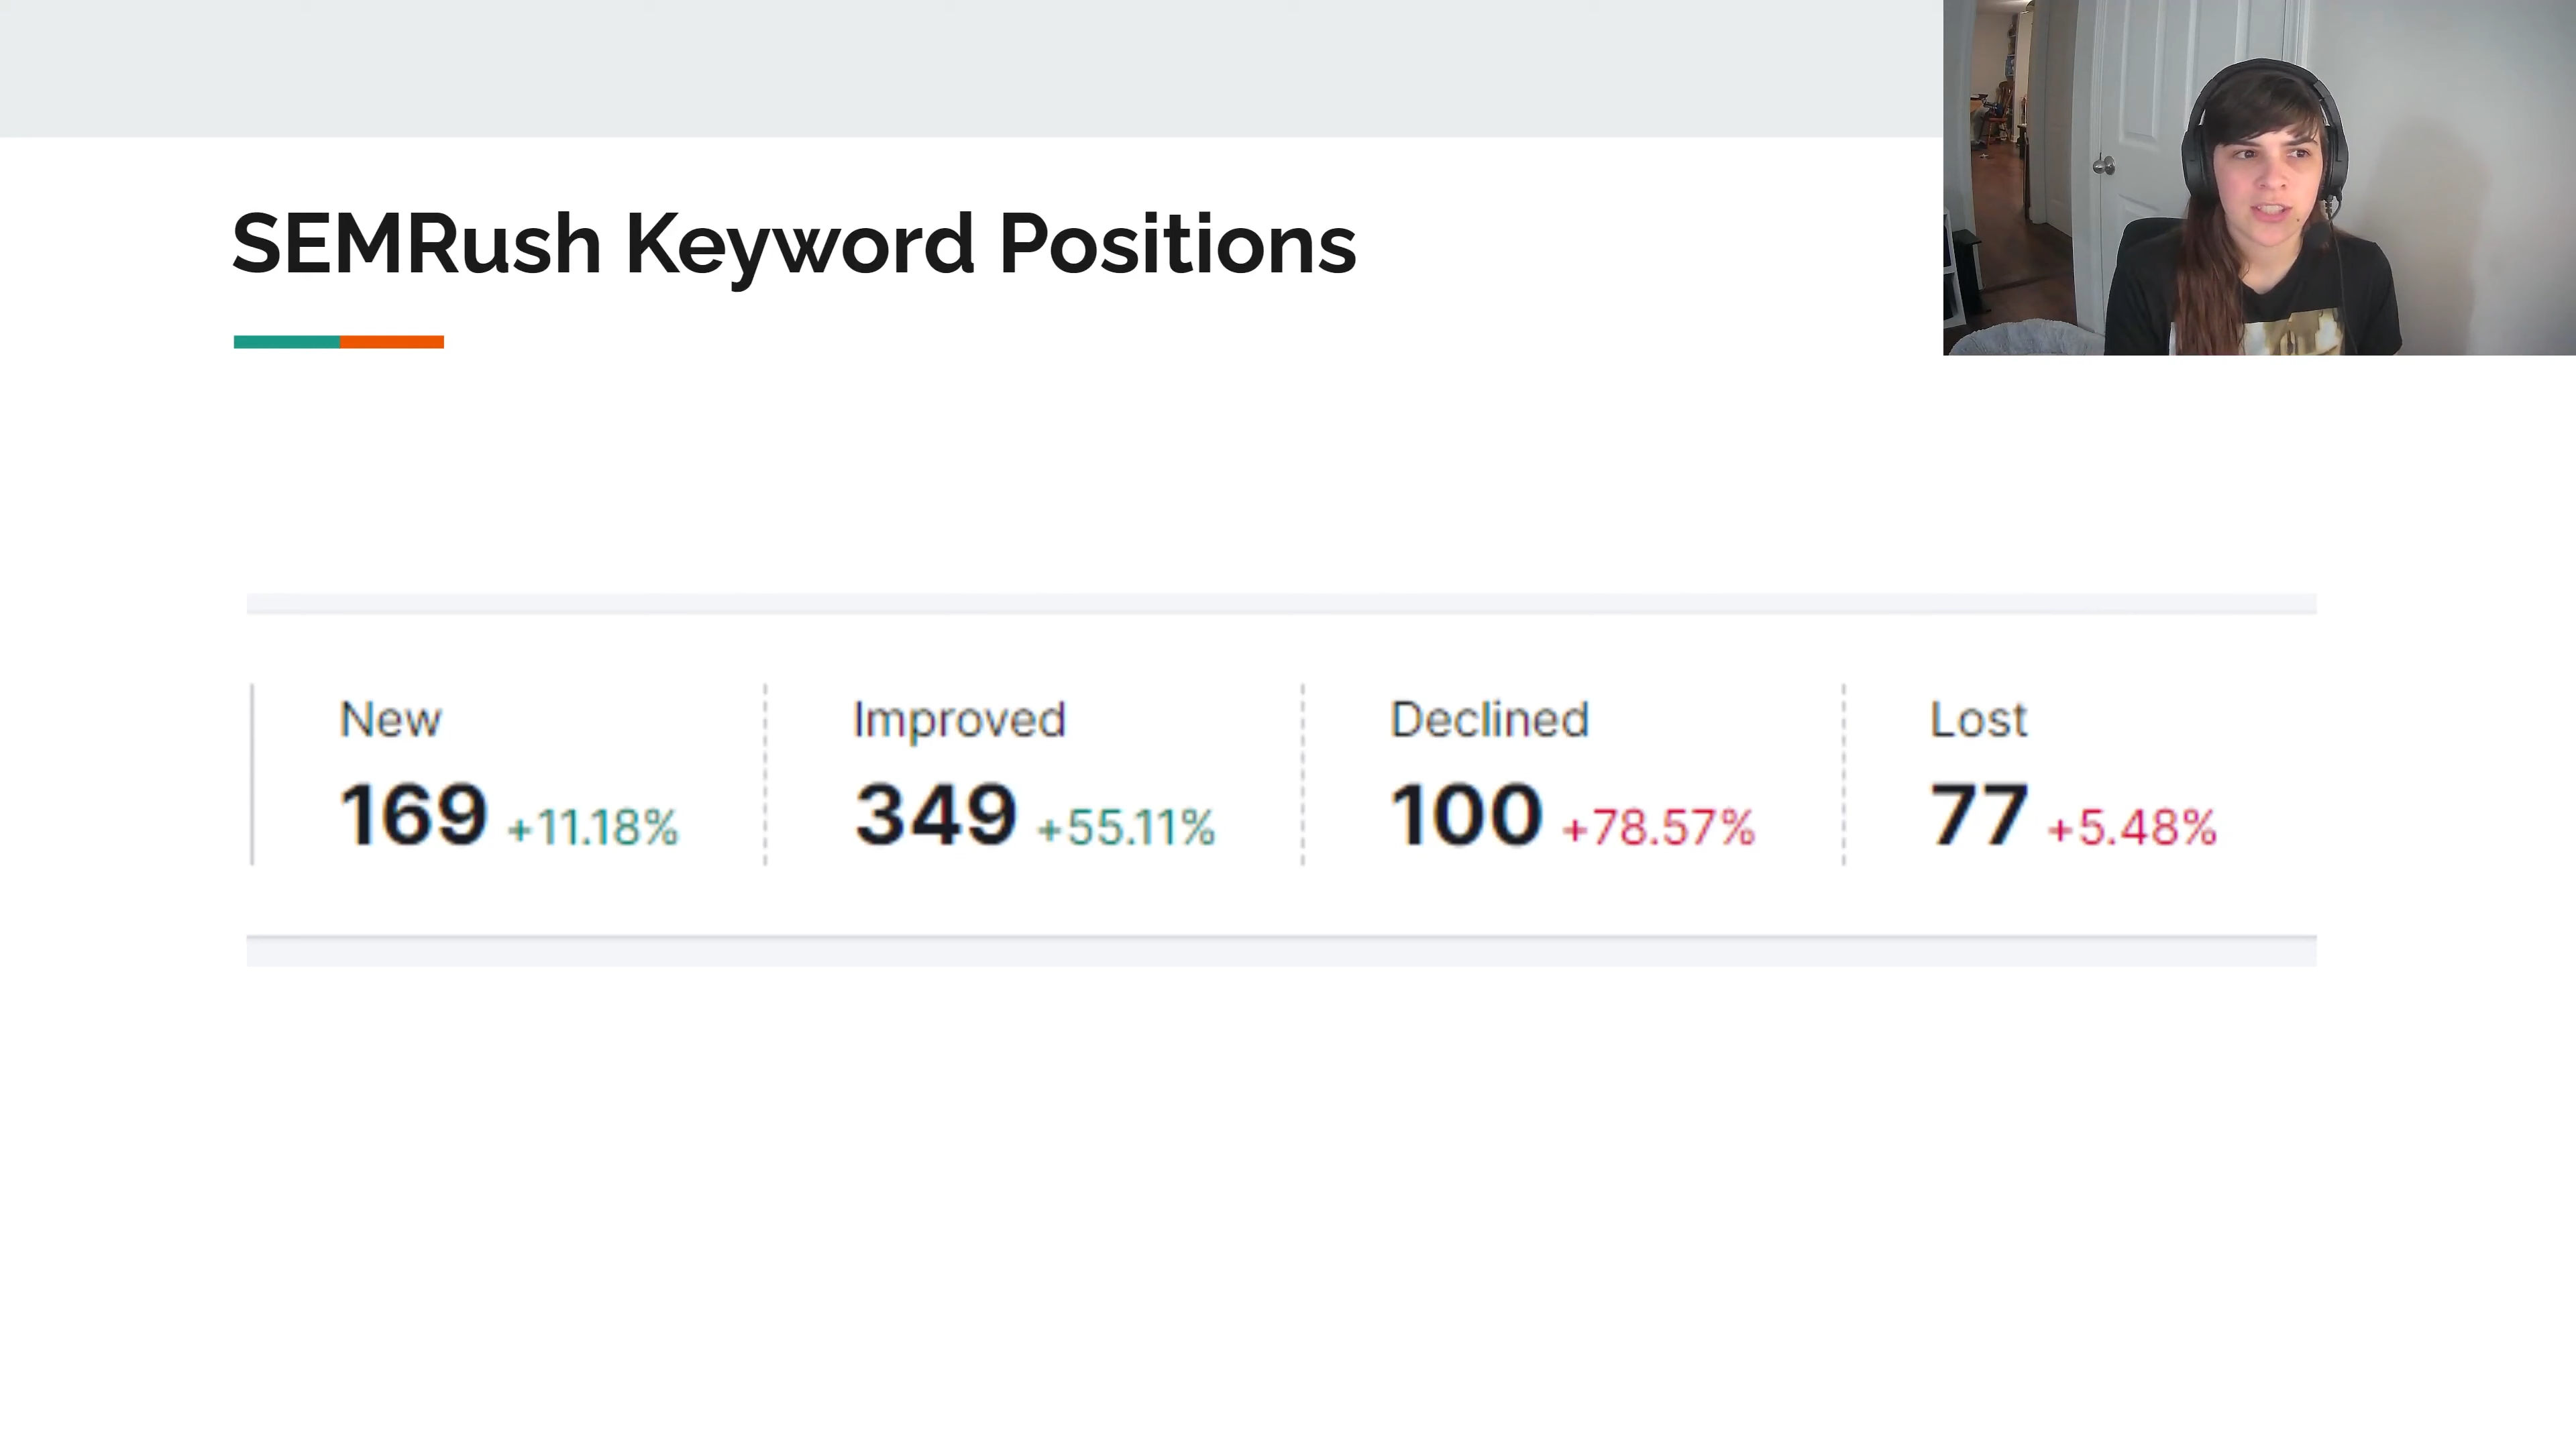 SEMRush Keyword Positions
New Improved Declined Lost
169 +11.18% 349 +55.11% 100 +78.57% 77 +5.48%